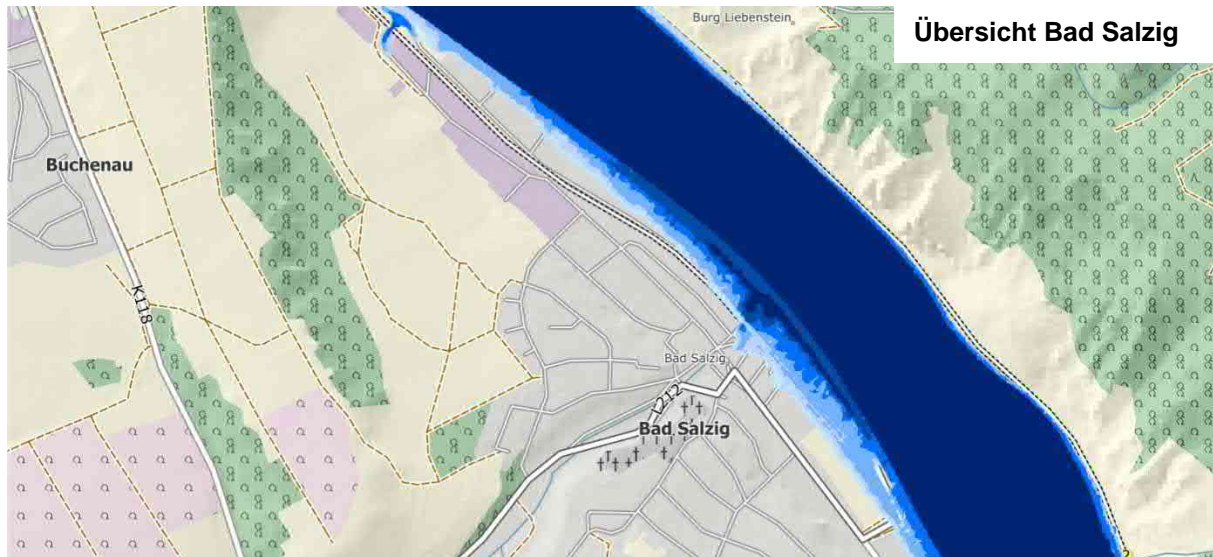 Burg Liebenstein
Übersicht Bad Salzig
Buchenau
K118
Bad Salzig
L212
Bad Salzig